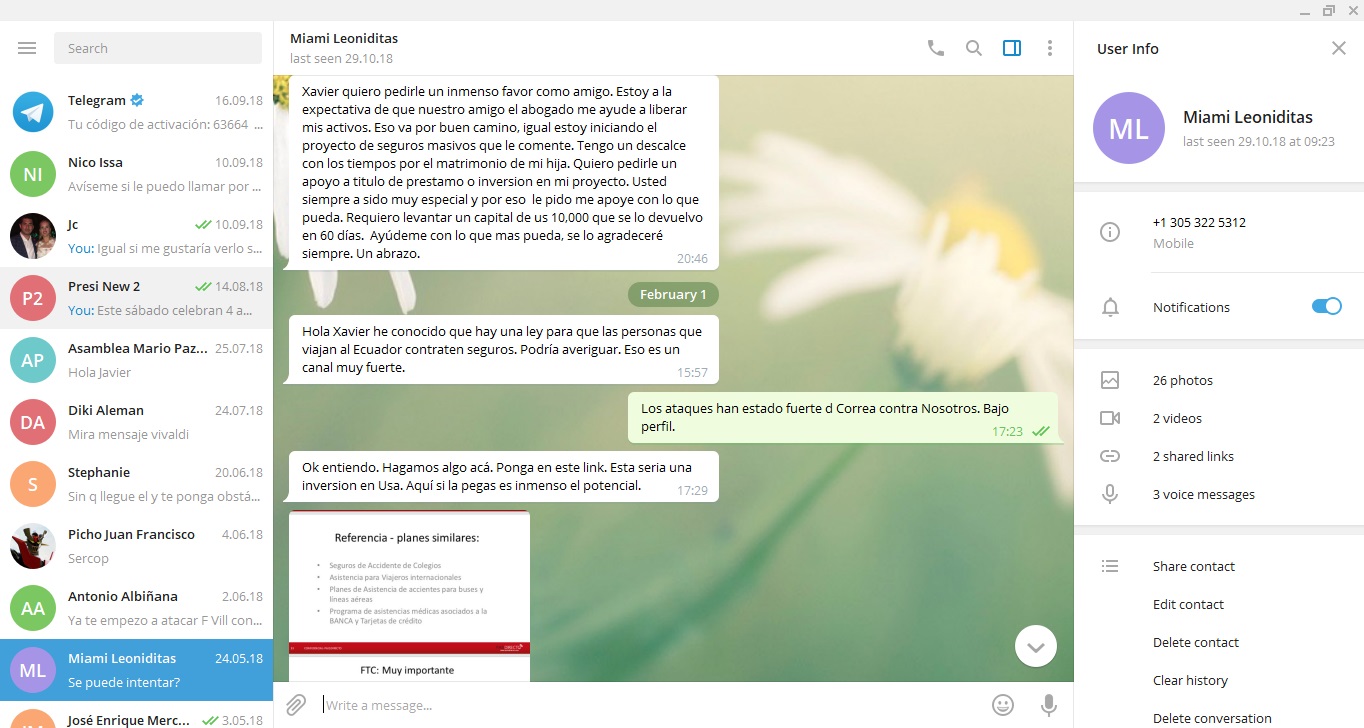 Search
Telegram 16.09.18
Tu código de activación: 63664 ...
NI
Nico Issa 10.09.18
Avíseme si le puedo llamar por ...
Jc 10.09.18
You: Igual si me gustaría verlo s...
P2
Presi New 2 14.08.18
You: Este sábado celebran 4 a...
AP
Asamblea Mario Paz... 25.07.18
Hola Javier
DA
Diki Aleman 24.07.18
Mira mensaje vivaldi
S
Stephanie 20.06.18
Sin q llegue el y te ponga obstá...
Picho Juan Francisco 4.06.18
Sercop
AA
Antonio Albiñana 2.06.18
Ya te empezo a atacar F Vill con...
ML
Miami Leoniditas 24.05.18
Se puede intentar?
José Enrique Merc... 3.05.18
Miami Leoniditas
last seen 29.10.18
Xavier quiero pedirle un inmenso favor como amigo. Estoy a la
expectativa de que nuestro amigo el abogado me ayude a liberar
mis activos. Eso va por buen camino, igual estoy iniciando el
proyecto de seguros masivos que le comente. Tengo un descalce
con los tiempos por el matrimonio de mi hija. Quiero pedirle un
apoyo a titulo de prestamo o inversion en mi proyecto. Usted
siempre a sido muy especial y por eso le pido me apoye con lo que
pueda. Requiero levantar un capital de us 10,000 que se lo devuelvo
en 60 días. Ayúdeme con lo que mas pueda, se lo agradeceré
siempre. Un abrazo.
20:46
February 1
Hola Xavier he conocido que hay una ley para que las personas que
viajan al Ecuador contraten seguros. Podría averiguar. Eso es un
canal muy fuerte.
15:57
Los ataques han estado fuerte d Correa contra Nosotros. Bajo
perfil.
17:23
Ok entiendo. Hagamos algo acá. Ponga en este link. Esta seria una
inversion en Usa. Aquí si la pegas es inmenso el potencial.
17:29
Referencia - planes similares:
• Seguros de Accidente de Colegios
• Asistencia para Viajeros internacionales
• Planes de Asistencia de accientes para buses y
líneas aéreas
• Programa de asistencias médicas asociados a la
BANCA y Tarjetas de crédito
FTC: Muy importante
Write a message...
User Info
ML
Miami Leoniditas
last seen 29.10.18 at 09:23
+1 305 322 5312
Mobile
Notifications
26 photos
2 videos
2 shared links
3 voice messages
Share contact
Edit contact
Delete contact
Clear history
Delete conversation